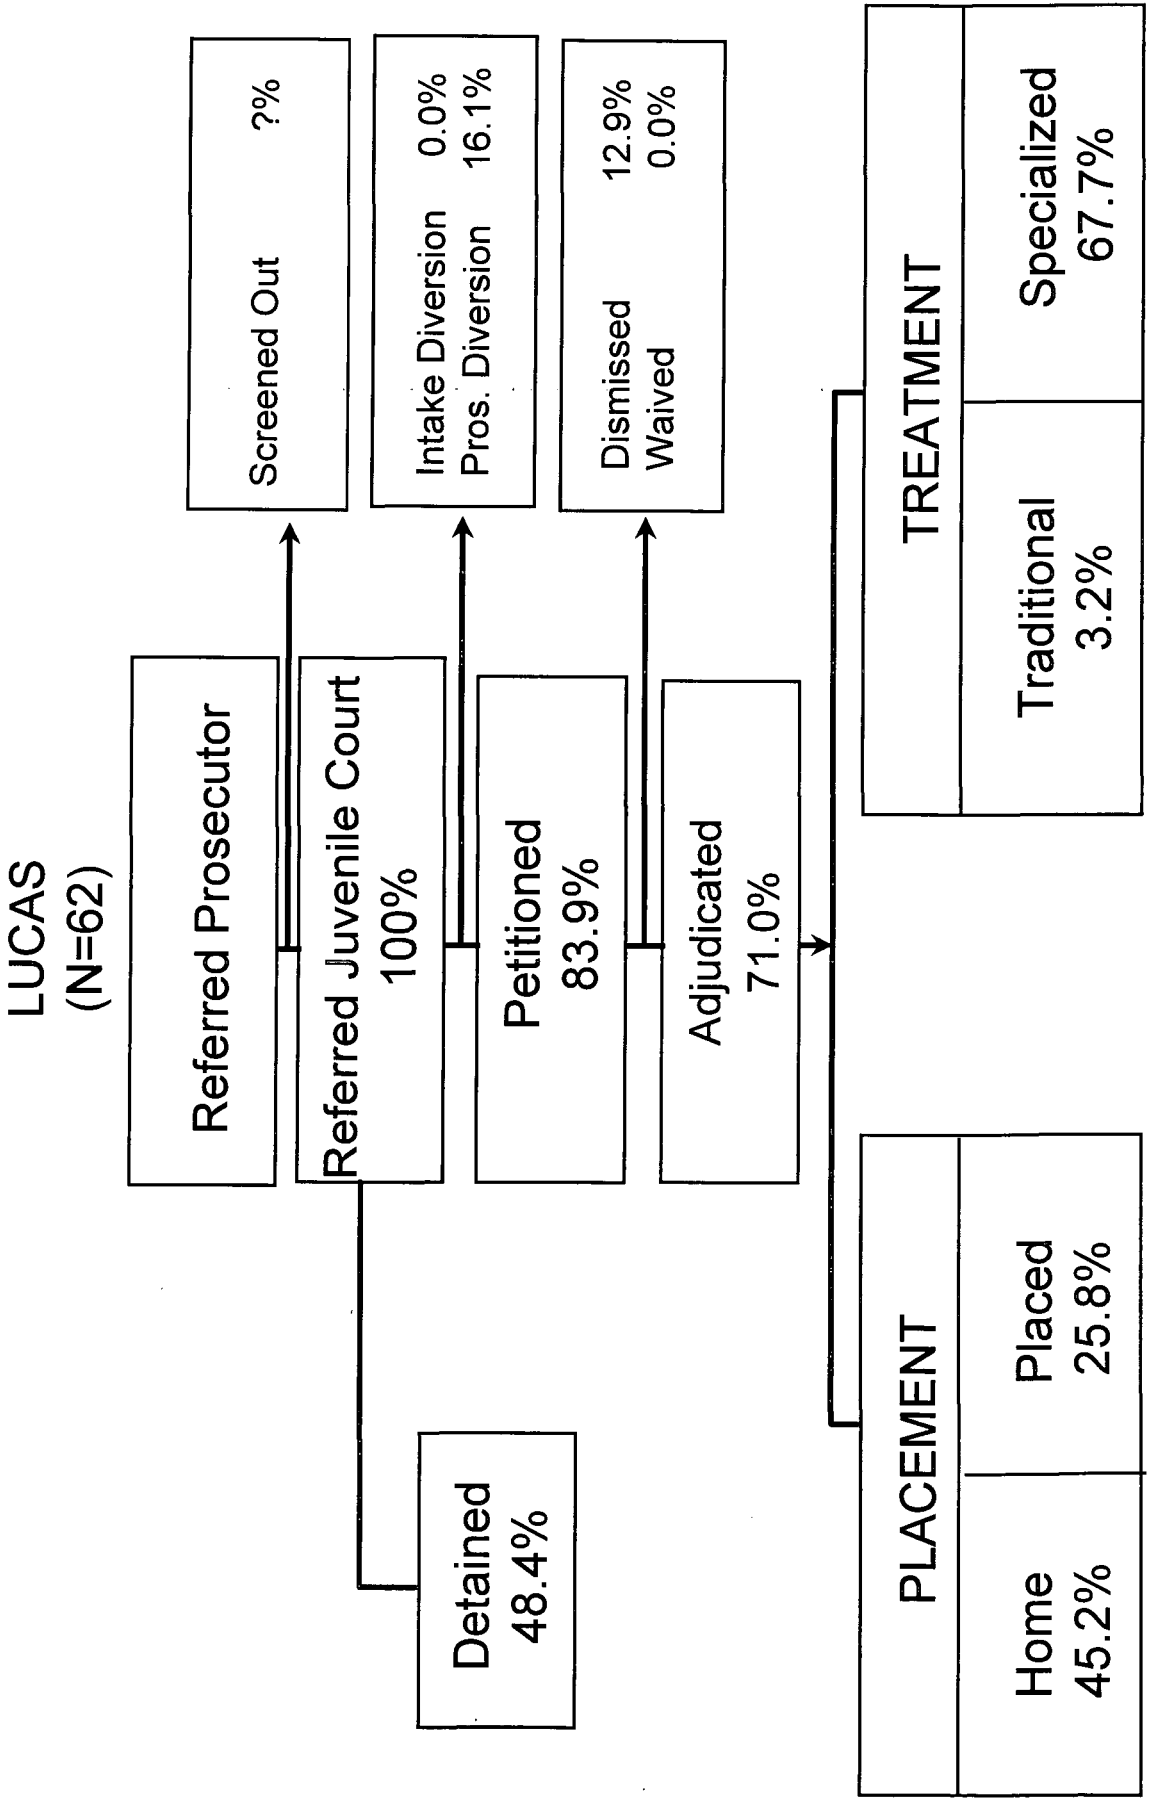 LUCAS
(N=62)
Referred Prosecutor
Screened Out ?%
Referred Juvenile Court
100%
Intake Diversion 0.0%
Pros. Diversion 16.1%
Detained
48.4%
Petitioned
83.9%
Dismissed 12.9%
Waived 0.0%
Adjudicated
71.0%
PLACEMENT
Home
45.2%
Placed
25.8%
TREATMENT
Traditional
3.2%
Specialized
67.7%